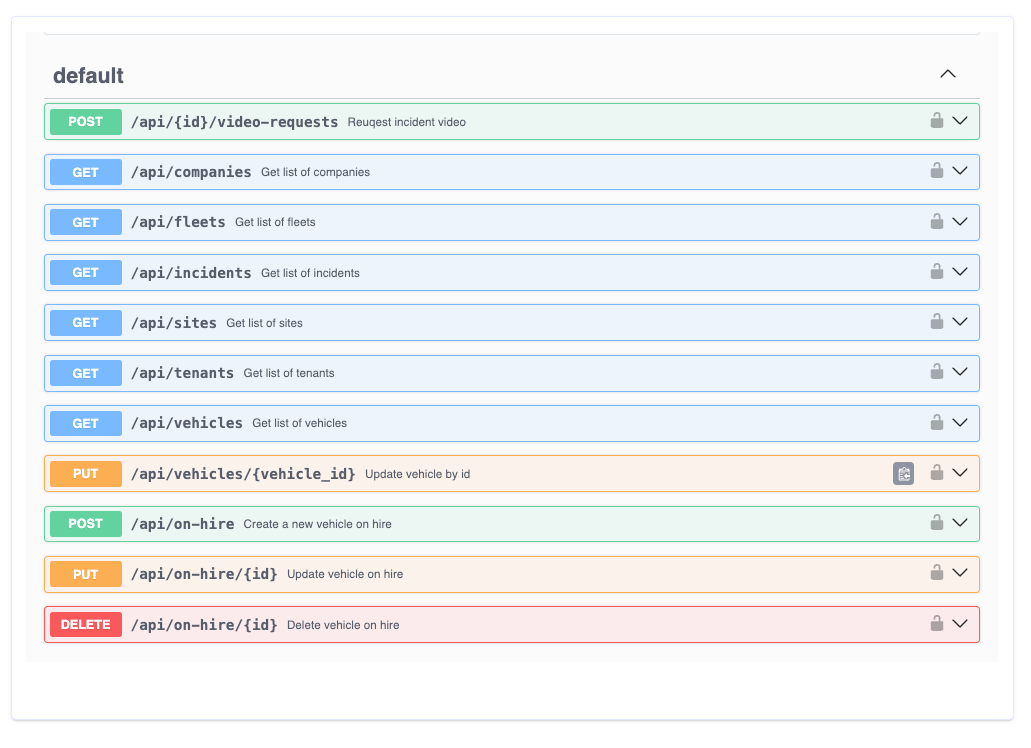 default
POST /api/{id}/video-requests Reuqest incident video
GET /api/companies Get list of companies
GET /api/fleets Get list of fleets
GET /api/incidents Get list of incidents
GET /api/sites Get list of sites
GET /api/tenants Get list of tenants
GET /api/vehicles Get list of vehicles
PUT /api/vehicles/{vehicle_id} Update vehicle by id
POST /api/on-hire Create a new vehicle on hire
PUT /api/on-hire/{id} Update vehicle on hire
DELETE /api/on-hire/{id} Delete vehicle on hire